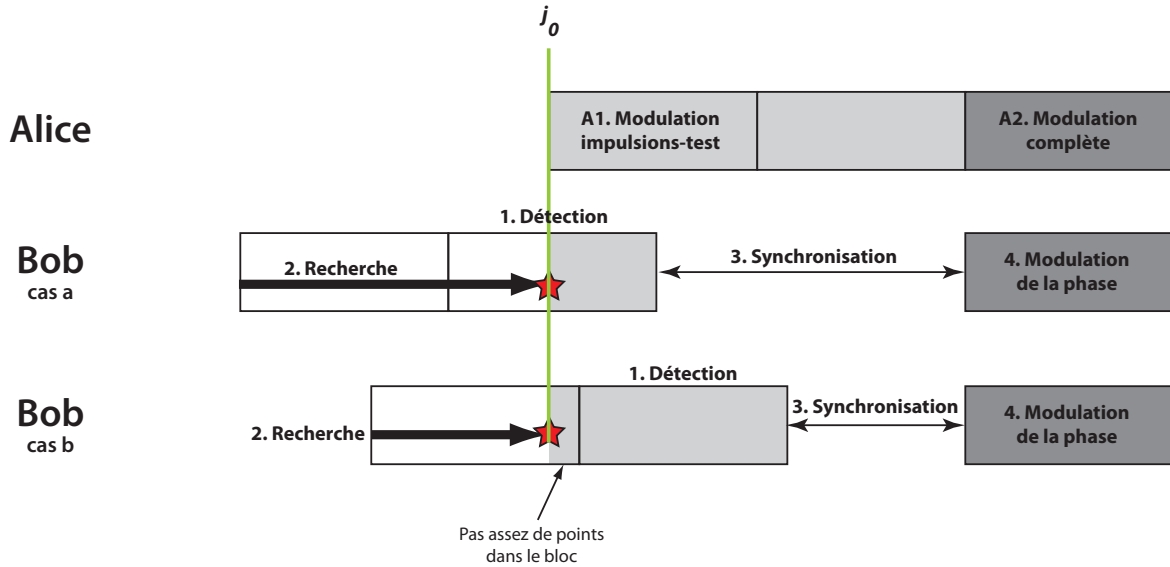 j0
Alice
A1. Modulation
impulsions-test
A2. Modulation
complète
1. Détection
Bob
cas a
2. Recherche
3. Synchronisation
4. Modulation
de la phase
1. Détection
Bob
cas b
2. Recherche
3. Synchronisation
4. Modulation
de la phase
Pas assez de points
dans le bloc